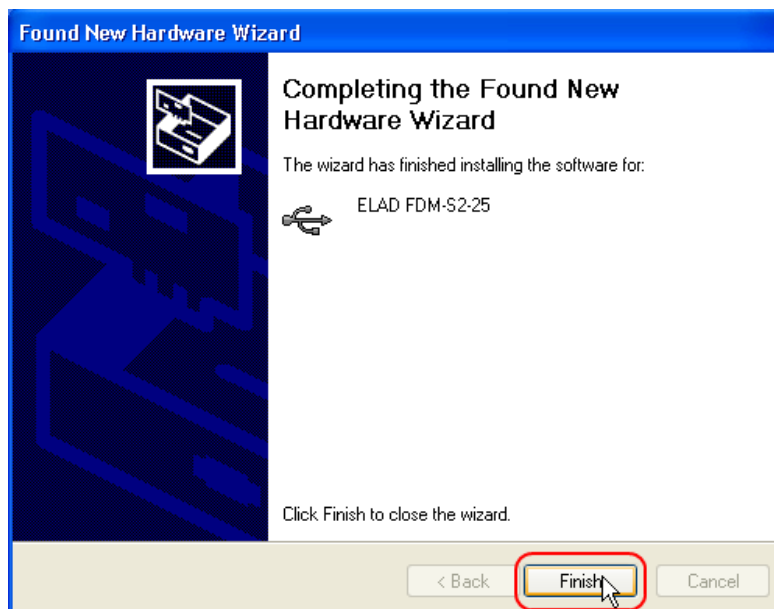 Found New Hardware Wizard
Completing the Found New
Hardware Wizard
The wizard has finished installing the software for:
ELAD FDM-S2-25
Click Finish to close the wizard.
< Back
Finish
Cancel